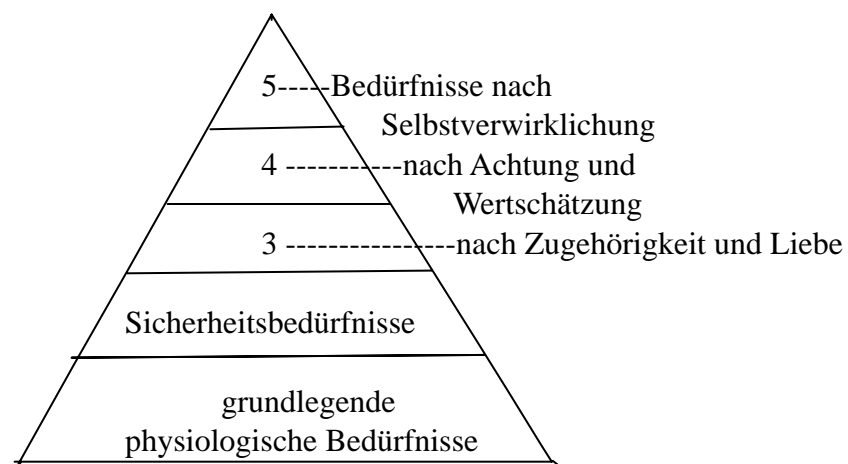 5-----Bedürfnisse nach
Selbstverwirklichung
4 -----------nach Achtung und
Wertschätzung
3 ----------------nach Zugehörigkeit und Liebe
Sicherheitsbedürfnisse
grundlegende
physiologische Bedürfnisse